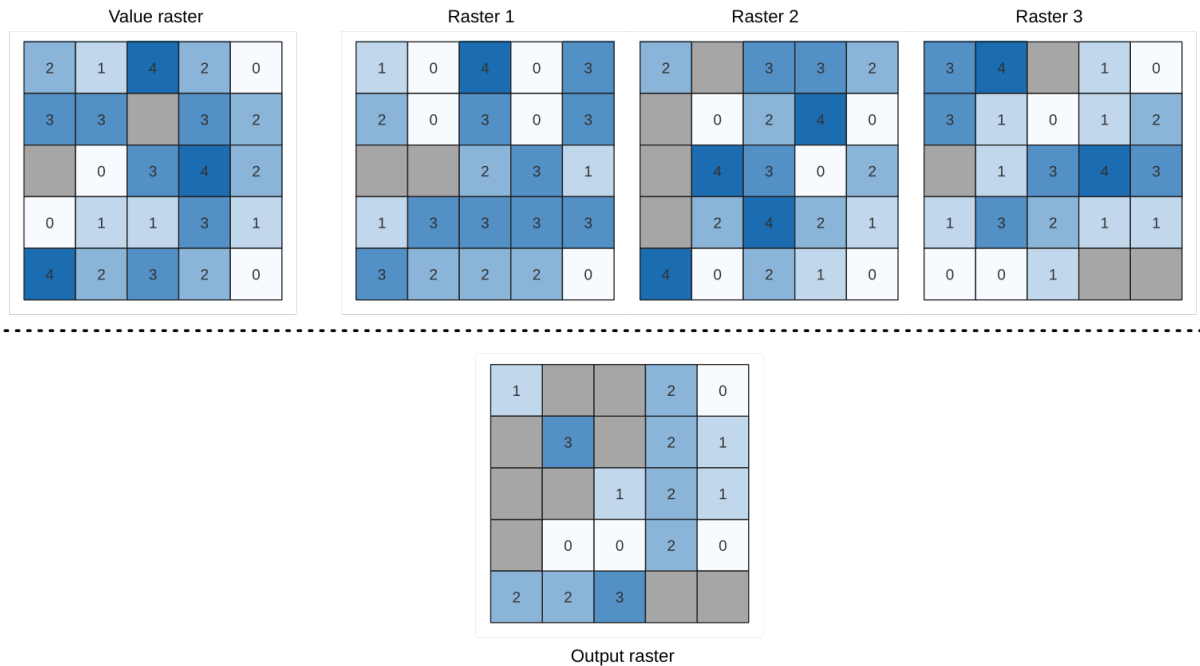 Value raster Raster 1 Raster 2 Raster 3
2 1 4 2 0 1 0 4 0 3 2 3 3 2 3 4 1 0
3 3 3 2 2 0 3 0 3 0 2 4 0 3 1 0 1 2
0 3 4 2 2 3 1 4 3 0 2 1 3 4 3
0 1 1 3 1 1 3 3 3 3 2 4 2 1 1 3 2 1 1
4 2 3 2 0 3 2 2 2 0 4 0 2 1 0 0 0 1
1 2 0
3 2 1
1 2 1
0 0 2 0
2 2 3
Output raster